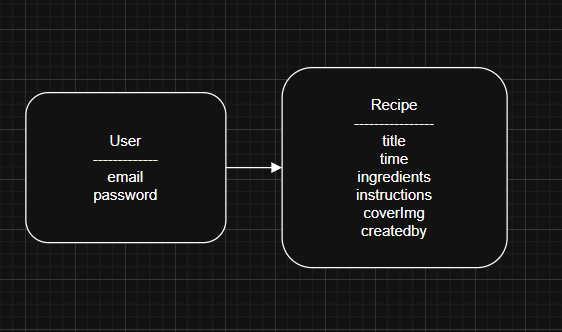 User
-------------
email
password
Recipe
----------------
title
time
ingredients
instructions
coverImg
createdby